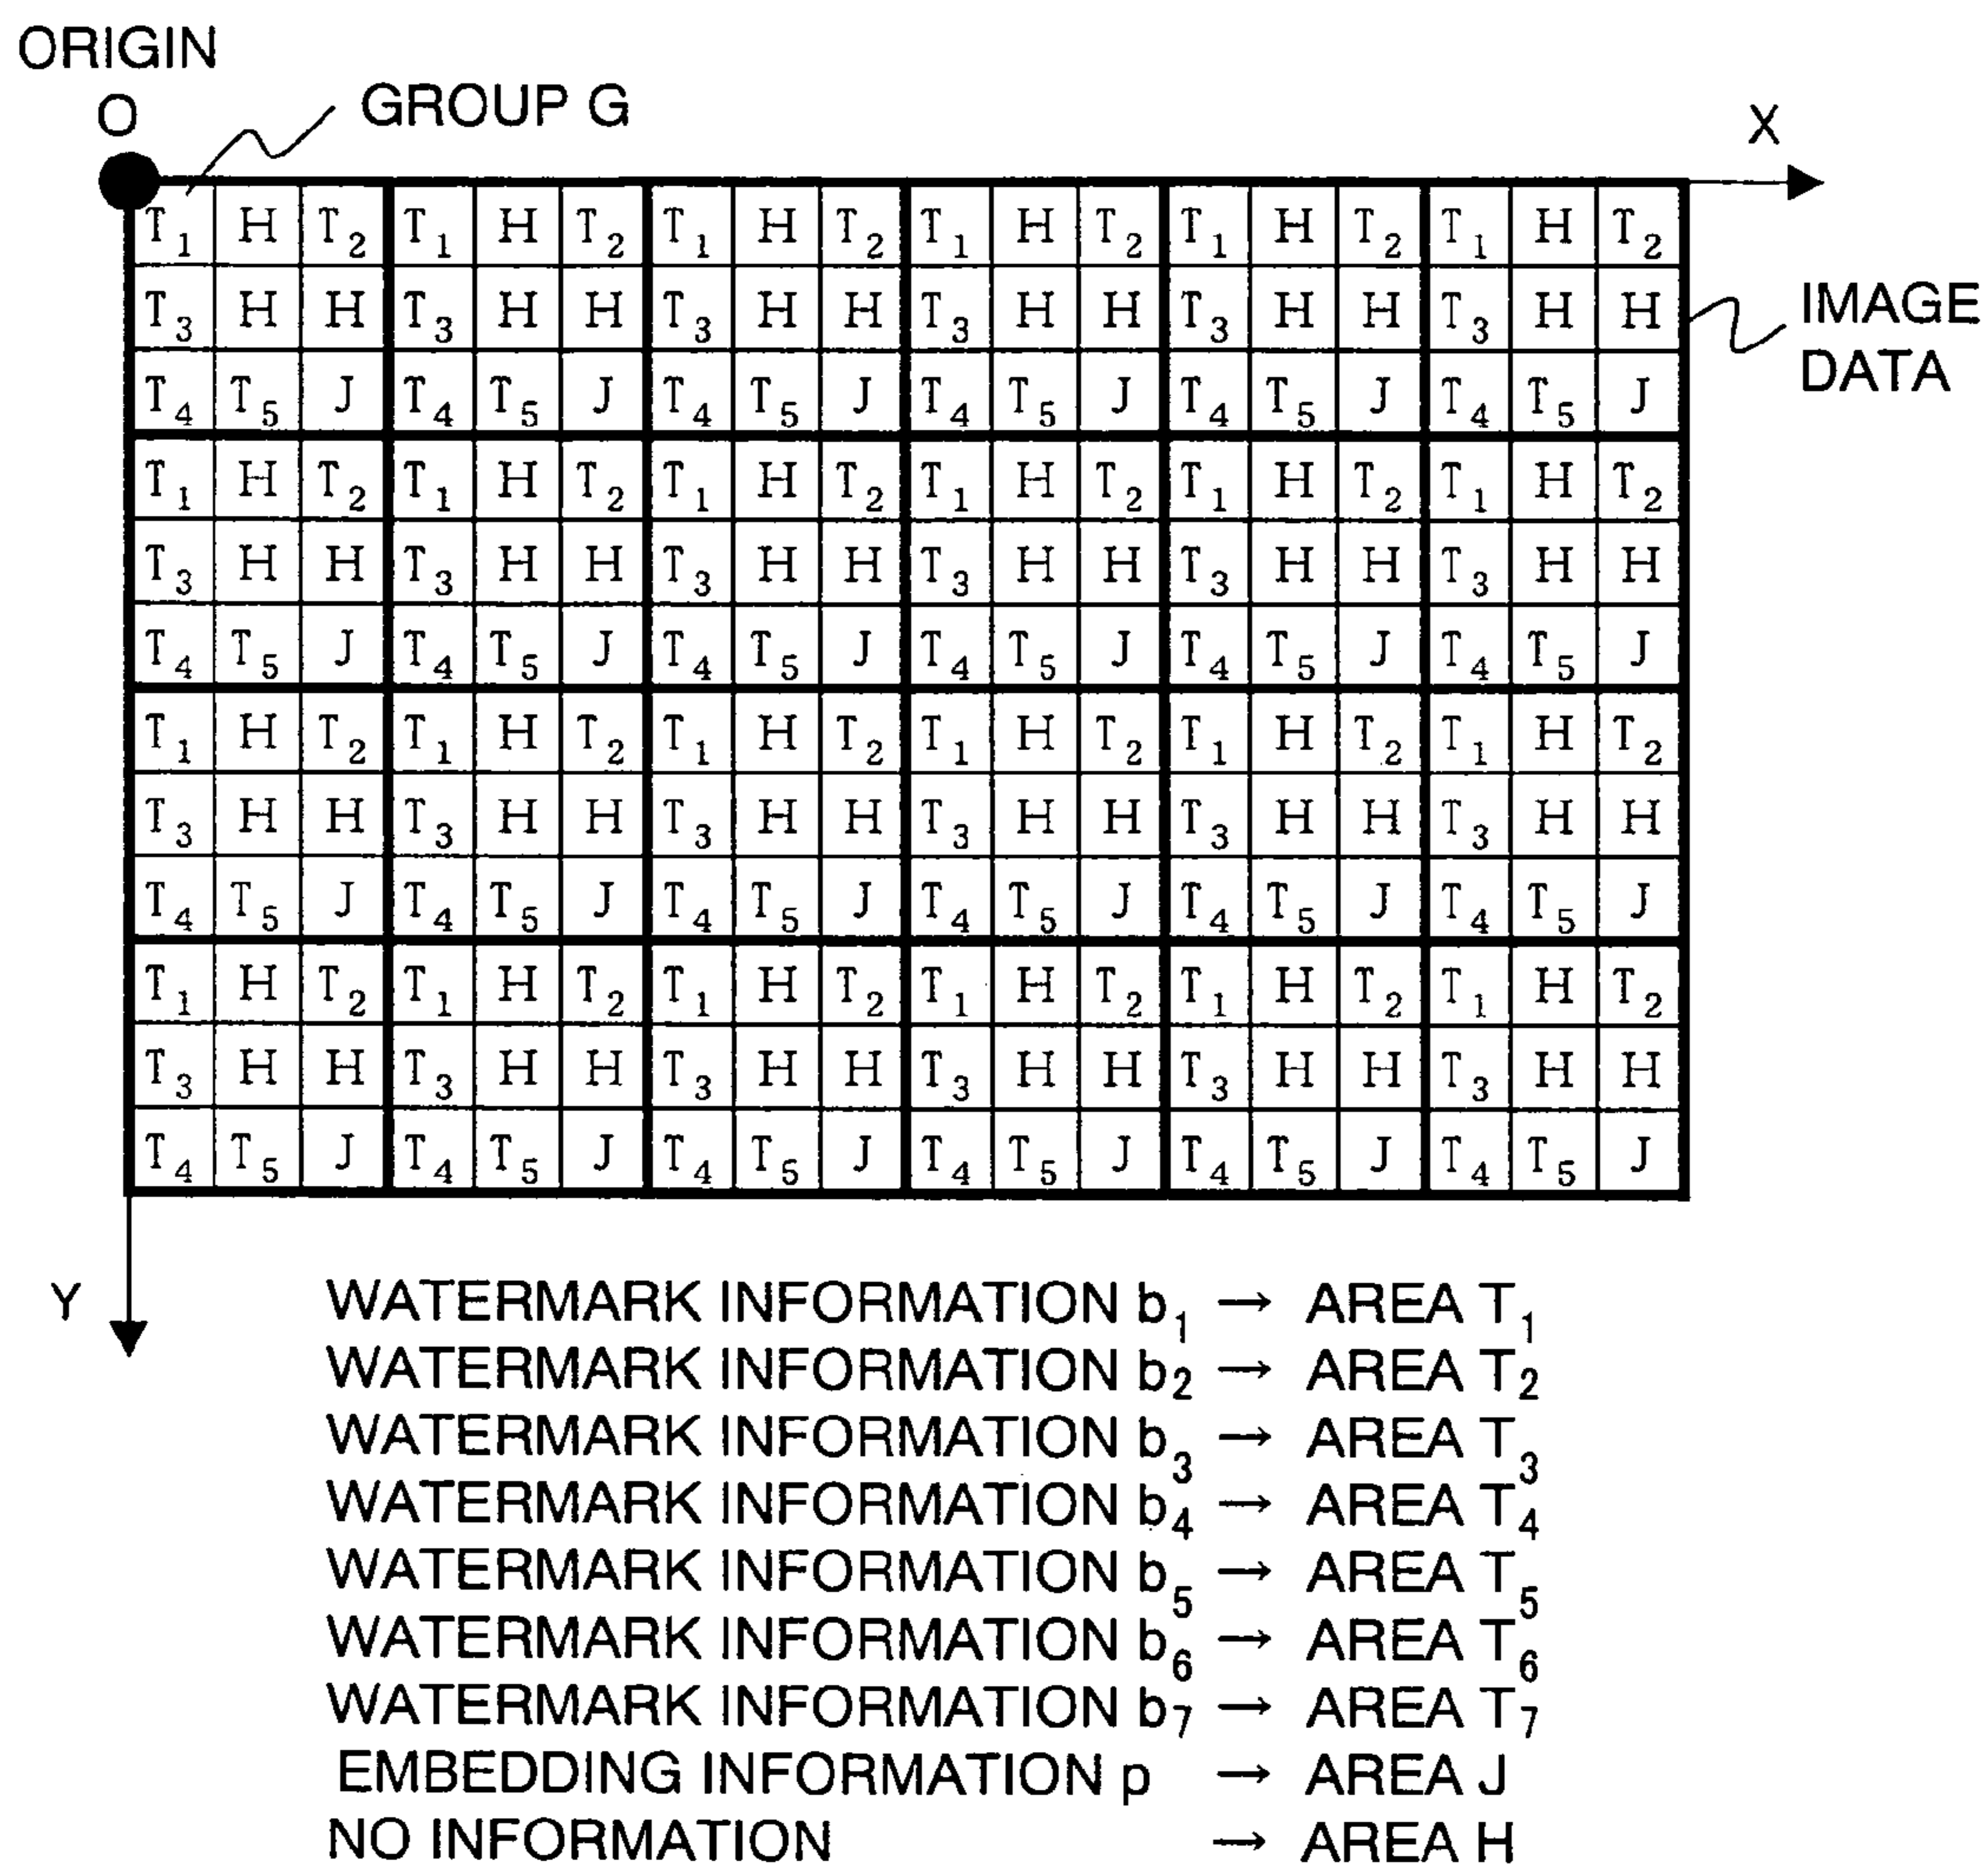 ORIGIN
O
GROUP G
X
T1 H T2 T1 H T2 T1 H T2 T1 H T2 T1 H T2 T1 H T2
T3 H H T3 H H T3 H H T3 H H T3 H H T3 H H
T4 T5 J T4 T5 J T4 T5 J T4 T5 J T4 T5 J T4 T5 J
T1 H T2 T1 H T2 T1 H T2 T1 H T2 T1 H T2 T1 H T2
T3 H H T3 H H T3 H H T3 H H T3 H H T3 H H
T4 T5 J T4 T5 J T4 T5 J T4 T5 J T4 T5 J T4 T5 J
T1 H T2 T1 H T2 T1 H T2 T1 H T2 T1 H T2 T1 H T2
T3 H H T3 H H T3 H H T3 H H T3 H H T3 H H
T4 T5 J T4 T5 J T4 T5 J T4 T5 J T4 T5 J T4 T5 J
T1 H T2 T1 H T2 T1 H T2 T1 H T2 T1 H T2 T1 H T2
T3 H H T3 H H T3 H H T3 H H T3 H H T3 H H
T4 T5 J T4 T5 J T4 T5 J T4 T5 J T4 T5 J T4 T5 J
IMAGE
DATA
Y
WATERMARK INFORMATION b1 → AREA T1
WATERMARK INFORMATION b2 → AREA T2
WATERMARK INFORMATION b3 → AREA T3
WATERMARK INFORMATION b4 → AREA T4
WATERMARK INFORMATION b5 → AREA T5
WATERMARK INFORMATION b6 → AREA T6
WATERMARK INFORMATION b7 → AREA T7
EMBEDDING INFORMATION p → AREA J
NO INFORMATION → AREA H